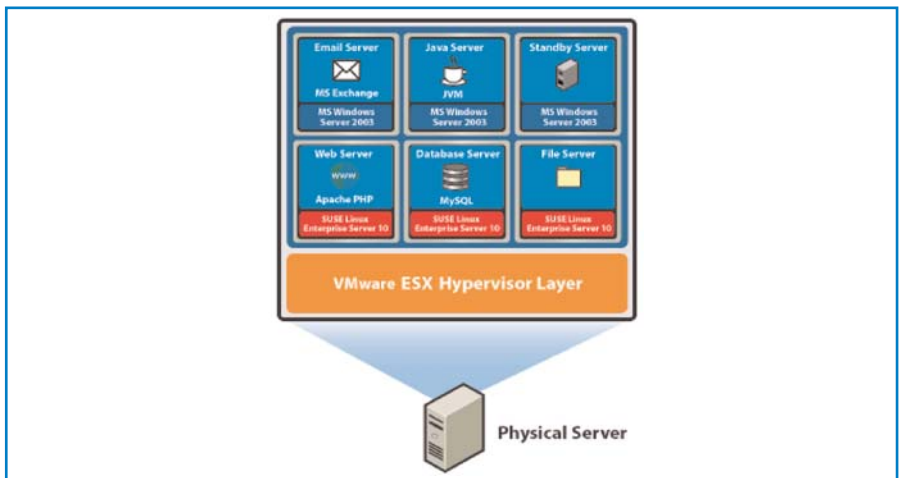 Email Server
MS Exchange
MS Windows
Server 2003
Java Server
JVM
MS Windows
Server 2003
Standby Server
MS Windows
Server 2003
Web Server
www
Apache PHP
SUSE Linux
Enterprise Server 10
Database Server
MySQL
SUSE Linux
Enterprise Server 10
File Server
SUSE Linux
Enterprise Server 10
VMware ESX Hypervisor Layer
Physical Server